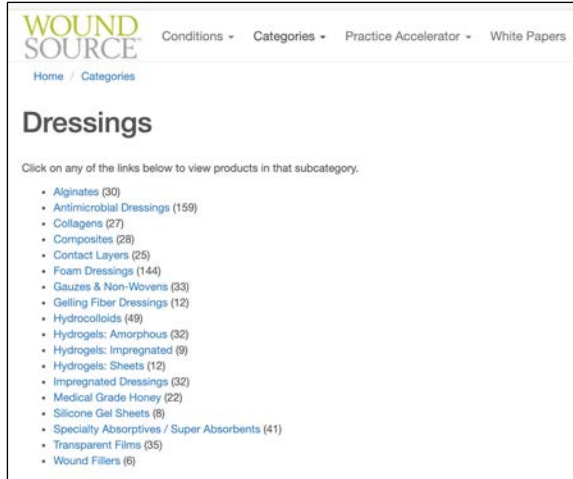 WOUND
SOURCE™
Conditions Categories Practice Accelerator White Papers
Home / Categories
Dressings
Click on any of the links below to view products in that subcategory.
• Alginates (30)
• Antimicrobial Dressings (159)
• Collagens (27)
• Composites (28)
• Contact Layers (25)
• Foam Dressings (144)
• Gauzes & Non-Wovens (33)
• Gelling Fiber Dressings (12)
• Hydrocolloids (49)
• Hydrogels: Amorphous (32)
• Hydrogels: Impregnated (9)
• Hydrogels: Sheets (12)
• Impregnated Dressings (32)
• Medical Grade Honey (22)
• Silicone Gel Sheets (8)
• Specialty Absorptives / Super Absorbents (41)
• Transparent Films (35)
• Wound Fillers (6)